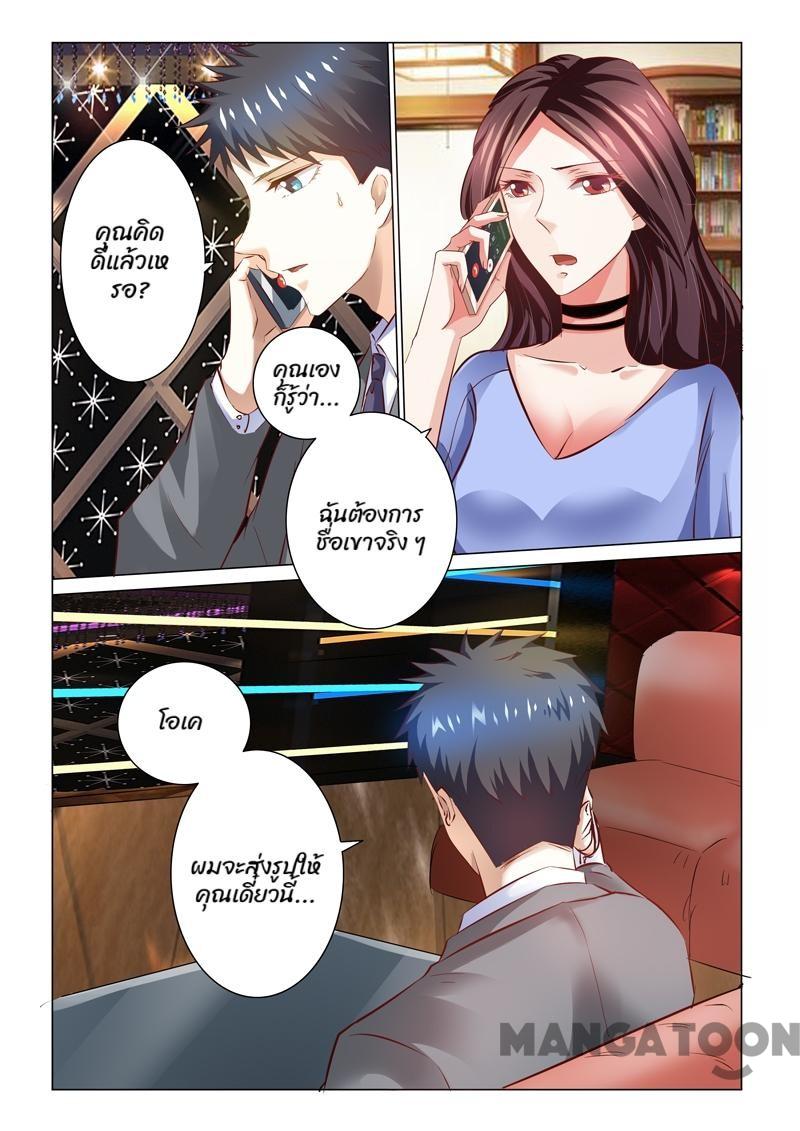 คุณคิด
ดีแล้วเห
รอ?
คุณเอง
ก็รู้ว่า...
ฉันต้องการ
ชื่อเขาจริง ๆ
โอเค
ผมจะส่งรูปให้
คุณเดี๋ยวนี้...
MANGATOON